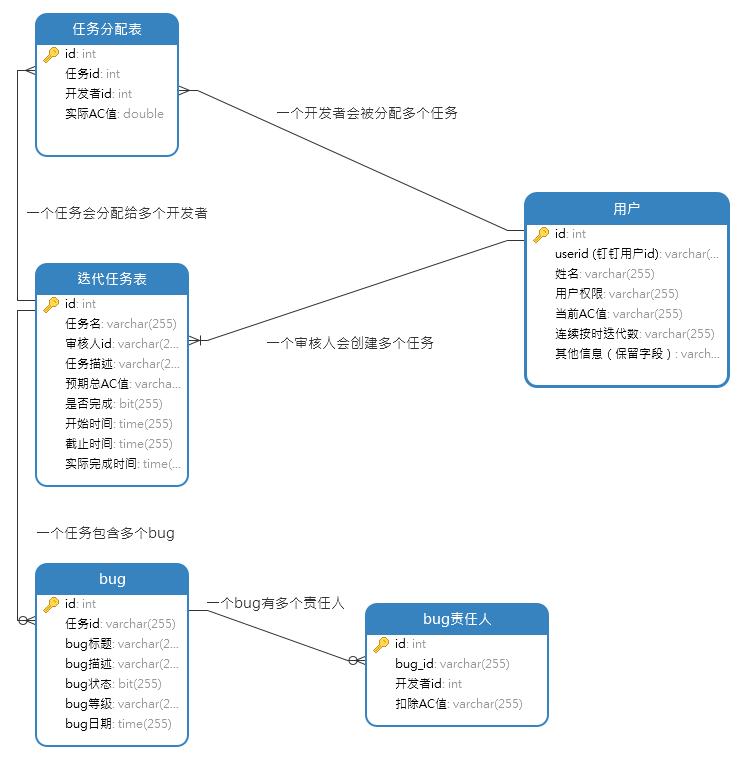 任务分配表
id: int
任务id: int
开发者id: int
实际AC值: double
一个开发者会被分配多个任务
一个任务会分配给多个开发者
用户
id: int
userid (钉钉用户id): varchar(...
姓名: varchar(255)
用户权限: varchar(255)
当前AC值: varchar(255)
连续按时迭代数: varchar(255)
其他信息（保留字段）: varch...
迭代任务表
id: int
任务名: varchar(255)
审核人id: varchar(2...
任务描述: varchar(2...
预期总AC值: varcha...
是否完成: bit(255)
开始时间: time(255)
截止时间: time(255)
实际完成时间: time(...
一个审核人会创建多个任务
一个任务包含多个bug
bug
id: int
任务id: varchar(255)
bug标题: varchar(2...
bug描述: varchar(2...
bug状态: bit(255)
bug等级: varchar(2...
bug日期: time(255)
一个bug有多个责任人
bug责任人
id: int
bug_id: varchar(255)
开发者id: int
扣除AC值: varchar(255)